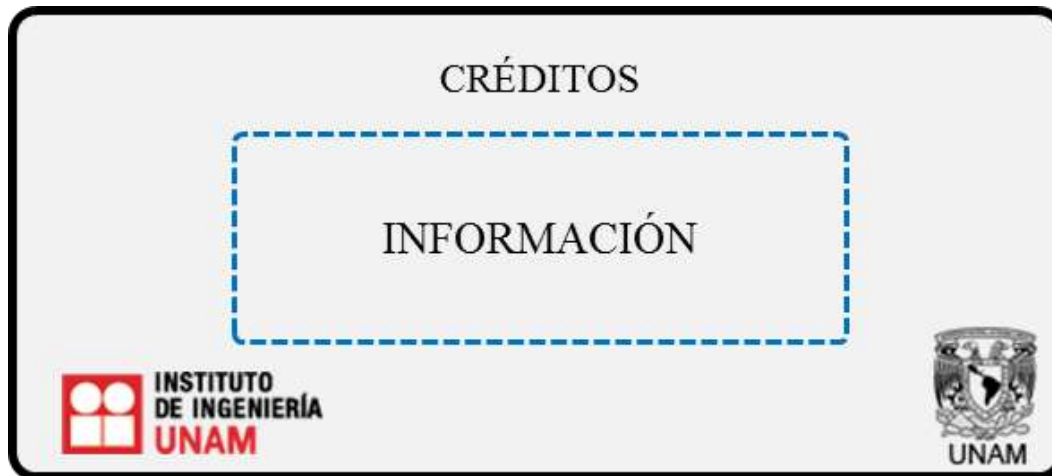 CRÉDITOS
INFORMACIÓN
INSTITUTO
DE INGENIERÍA
UNAM
UNAM